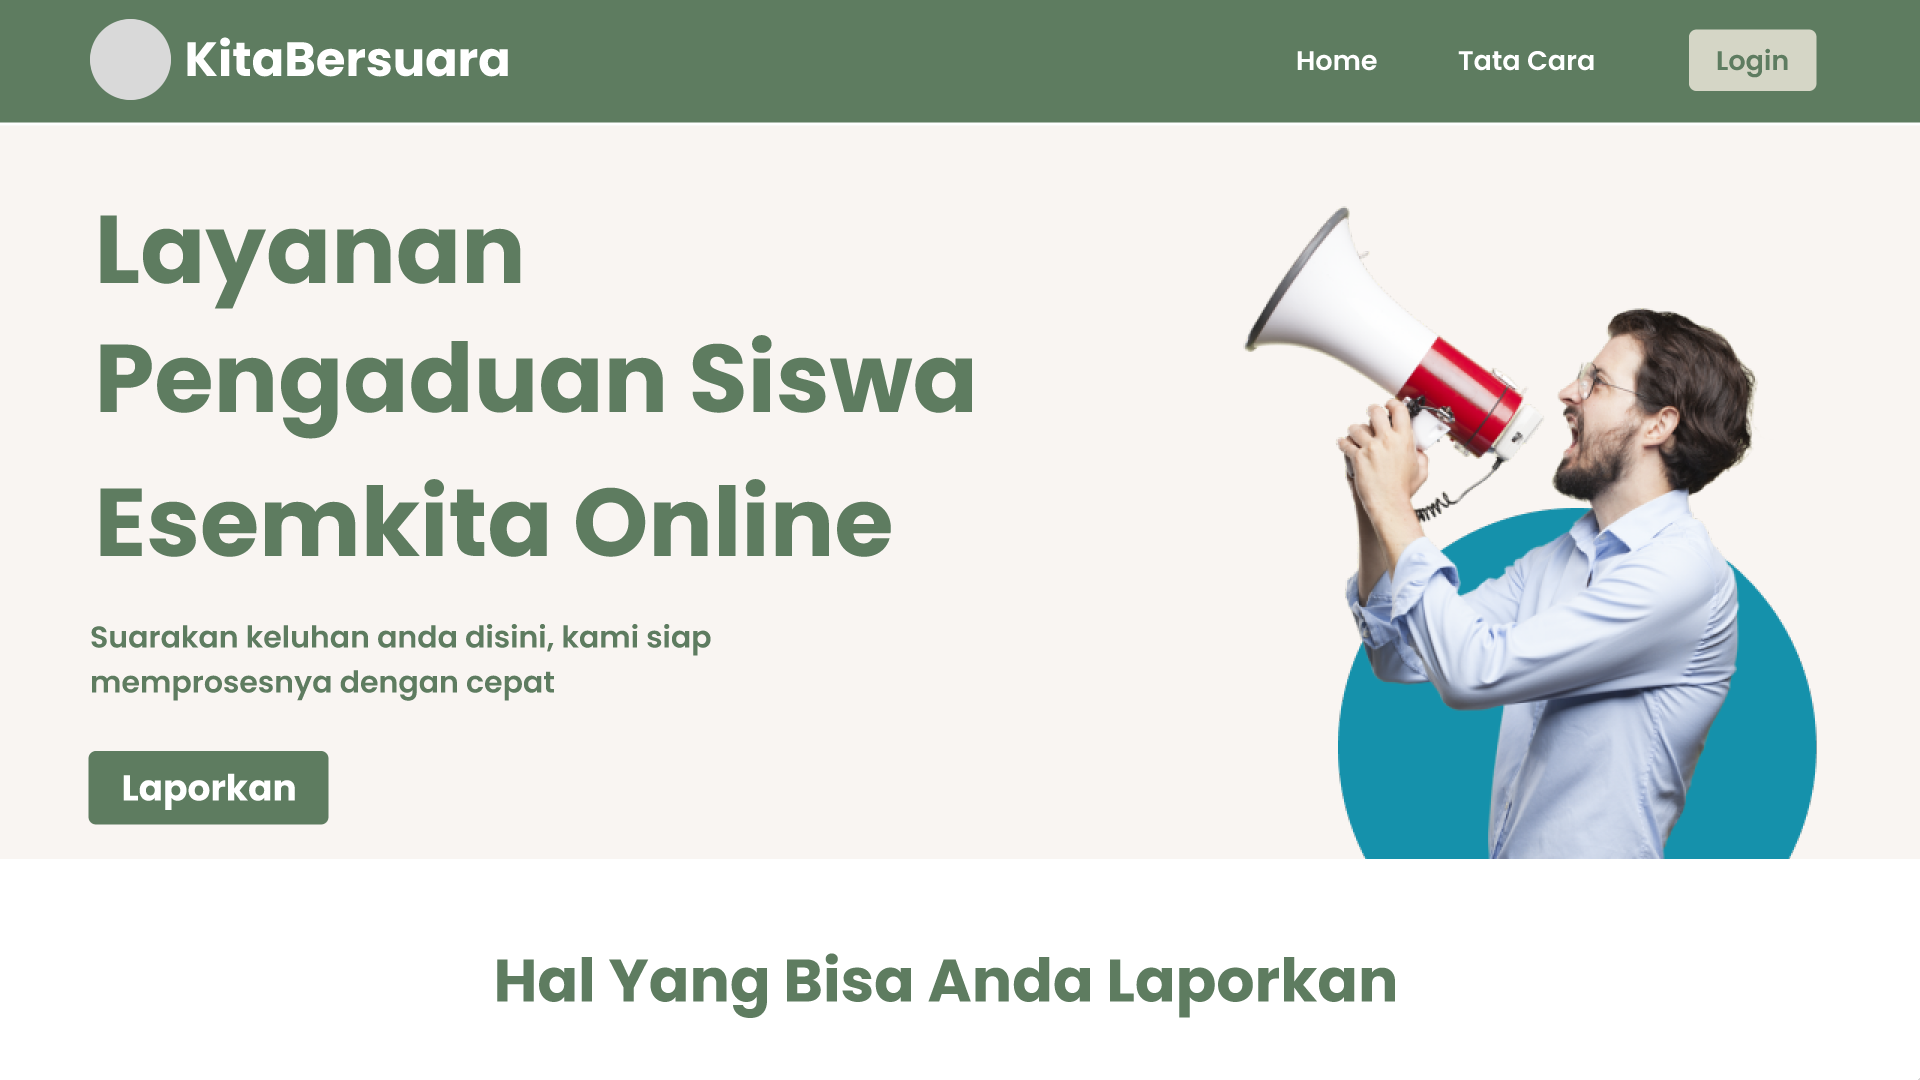 KitaBersuara
Home
Tata Cara
Login
Layanan
Pengaduan Siswa
Esemkita Online
Suarakan keluhan anda disini, kami siap
memprosesnya dengan cepat
Laporkan
Hal Yang Bisa Anda Laporkan